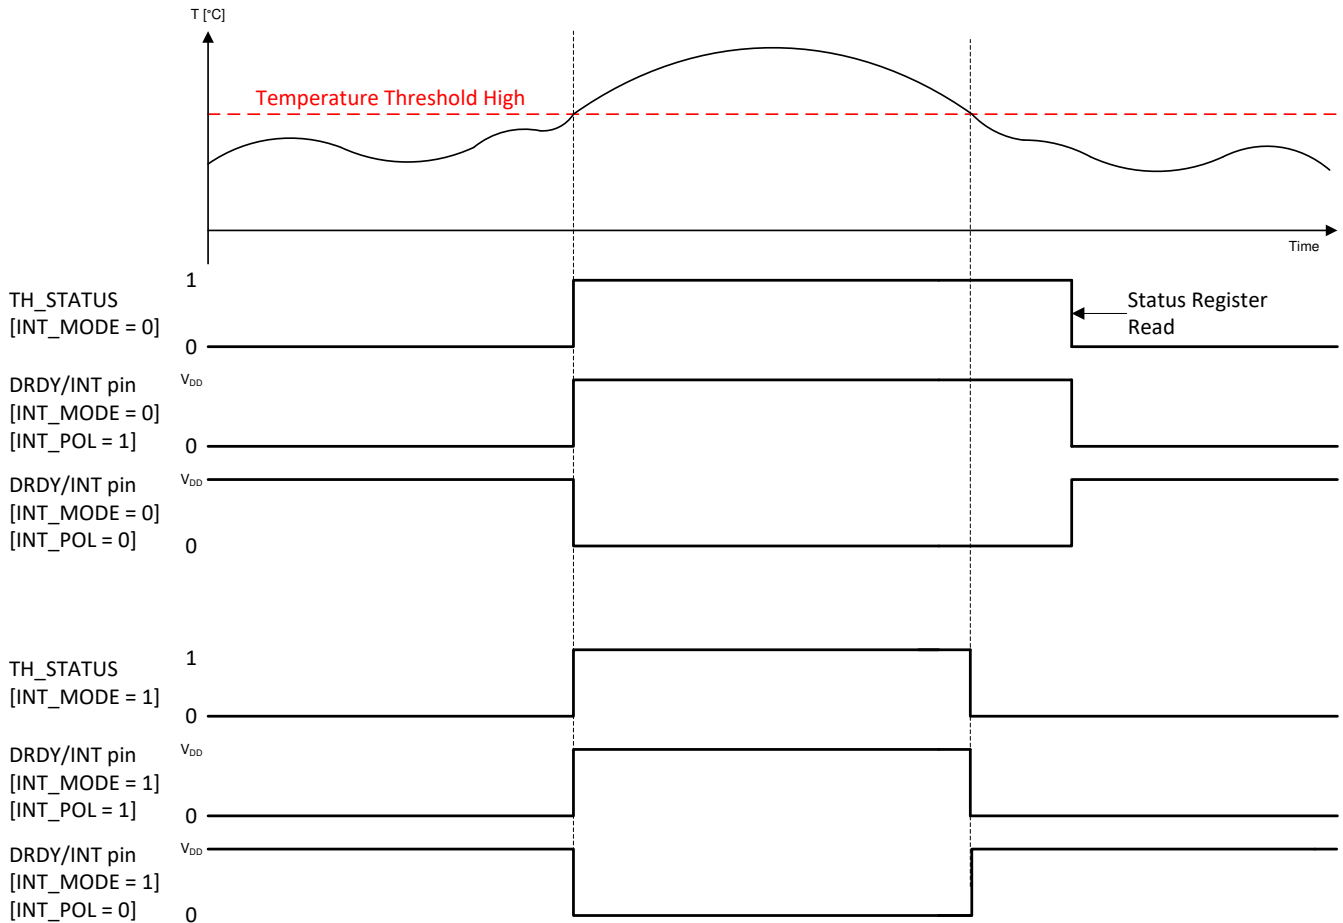 T [°C]
Temperature Threshold High
Time
1
TH_STATUS
[INT_MODE = 0]
0
Status Register
Read
DRDY/INT pin
[INT_MODE = 0]
[INT_POL = 1]
VDD
0
DRDY/INT pin
[INT_MODE = 0]
[INT_POL = 0]
VDD
0
TH_STATUS
[INT_MODE = 1]
1
0
DRDY/INT pin
[INT_MODE = 1]
[INT_POL = 1]
VDD
0
DRDY/INT pin
[INT_MODE = 1]
[INT_POL = 0]
VDD
0